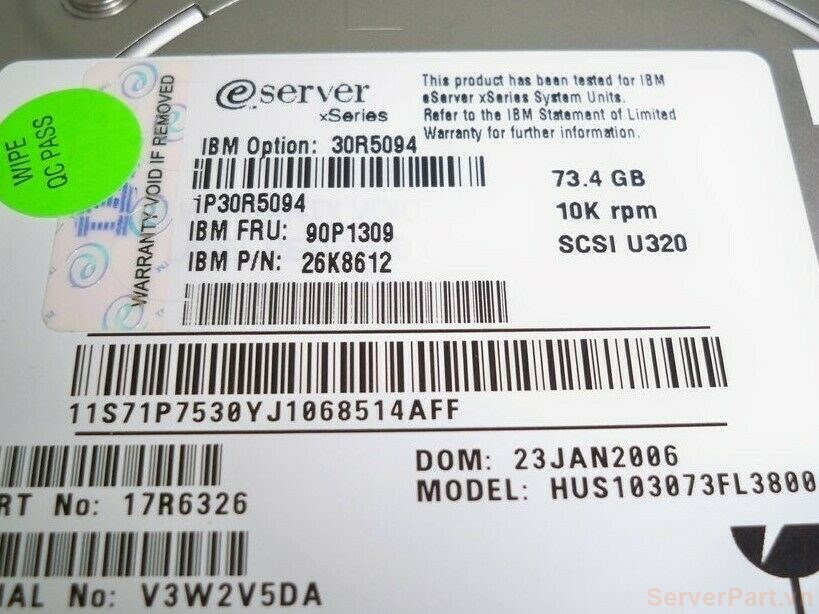 eserver
xSeries
This product has been tested for IBM
eServer xSeries System Units.
Refer to the IBM Statement of Limited
Warranty for further information.
WIPE
QC PASS
WARRANTY VOID IF REMOVED
IBM Option: 30R5094
1P30R5094
IBM FRU: 90P1309
IBM P/N: 26K8612
73.4 GB
10K rpm
SCSI U320
11S71P7530YJ1068514AFF
DOM: 23JAN2006
MODEL: HUS103073FL3800
RT No: 17R6326
IAL No: V3W2V5DA
ServerPart.vn